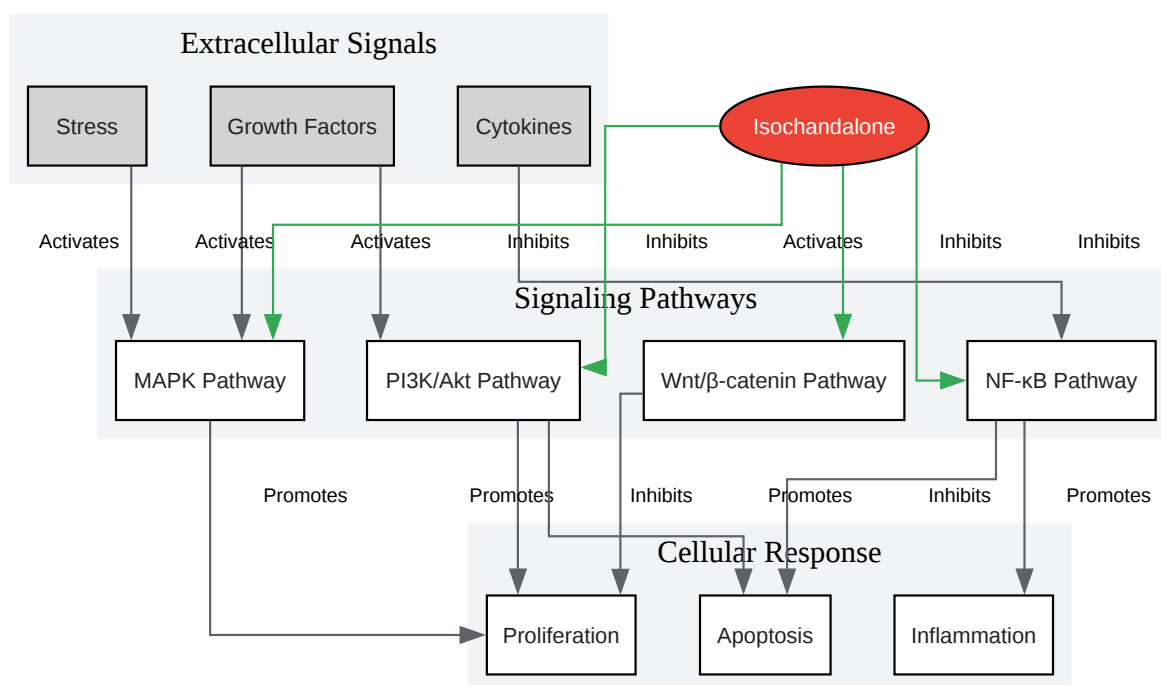 Extracellular Signals
Stress
Growth Factors
Cytokines
Isochandalone
Activates
Activates
Activates
Inhibits
Inhibits
Activates
Inhibits
Inhibits
Signaling Pathways
MAPK Pathway
PI3K/Akt Pathway
Wnt/β-catenin Pathway
NF-κB Pathway
Promotes
Promotes
Inhibits
Promotes
Inhibits
Promotes
Cellular Response
Proliferation
Apoptosis
Inflammation